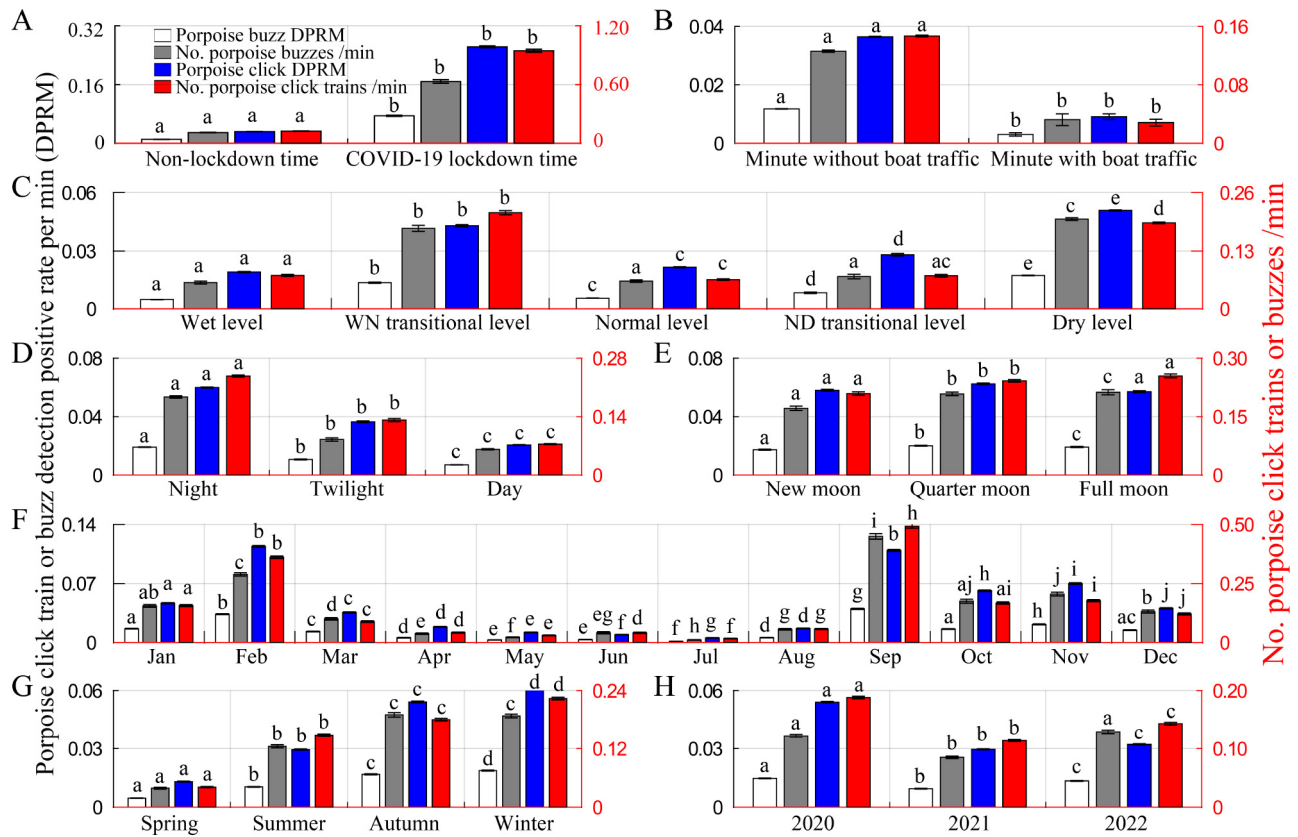 Porpoise click train or buzz detection positive rate per min (DPRM)
No. porpoise click trains or buzzes /min
A
0.32
0.16
0
1.20
0.60
0
Porpoise buzz DPRM
No. porpoise buzzes /min
Porpoise click DPRM
No. porpoise click trains /min
a a a a
b b b b
Non-lockdown time
COVID-19 lockdown time
B
0.04
0.02
0
0.16
0.08
0
a a a a
b b b b
Minute without boat traffic
Minute with boat traffic
C
0.06
0.03
0
0.26
0.13
0
a a a a
b b b b
c a c c
d a d ac
e c e d
Wet level
WN transitional level
Normal level
ND transitional level
Dry level
D
0.08
0.04
0
0.28
0.14
0
a a a a
b b b b
c c c c
Night
Twilight
Day
E
0.08
0.04
0
0.30
0.15
0
a a a a
b b b b
c c a a
New moon
Quarter moon
Full moon
F
0.14
0.07
0
0.50
0.25
0
a ab a a
b c b b
c d c c
d e d d
e f e e
e eg f d
f h g f
d g d g
g i b h
a aj h ai
h j i i
ac b a j
Jan
Feb
Mar
Apr
May
Jun
Jul
Aug
Sep
Oct
Nov
Dec
G
0.06
0.03
0
0.24
0.12
0
a a a a
b b b b
c c c c
d c d d
Spring
Summer
Autumn
Winter
H
0.06
0.03
0
0.20
0.10
0
a a a a
b b b b
c a c c
2020
2021
2022